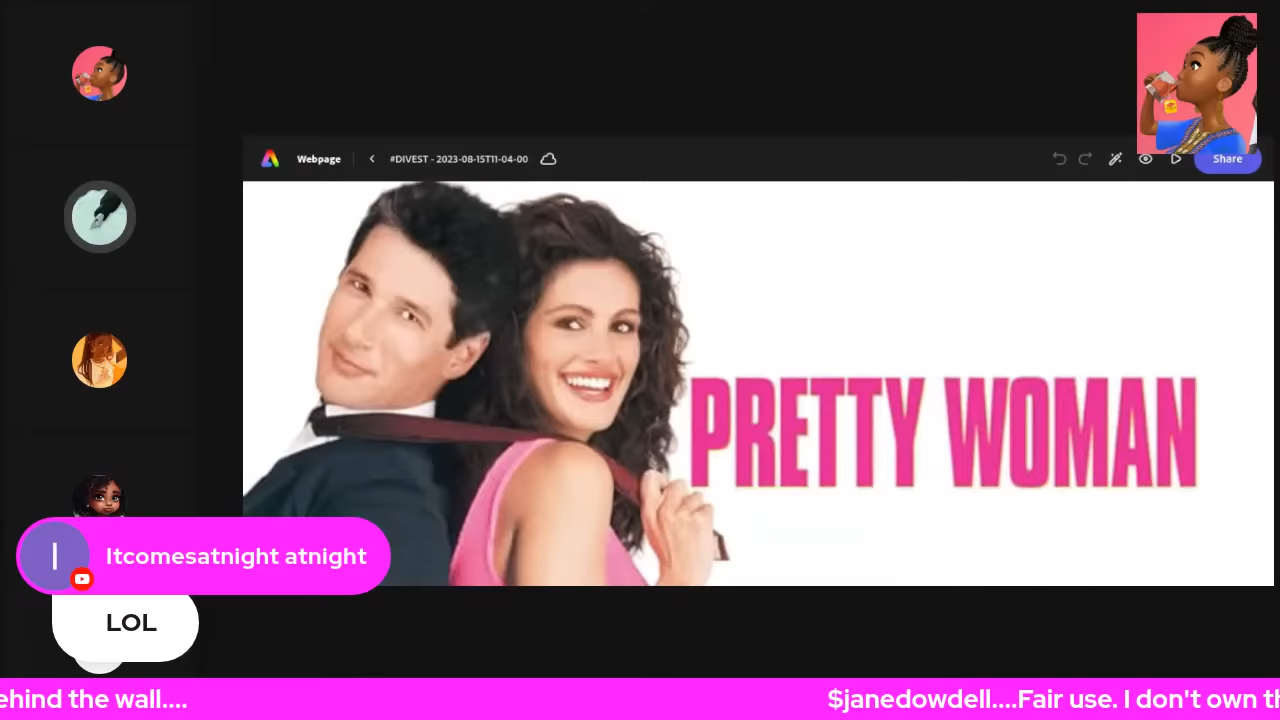 Webpage
#DIVEST - 2023-08-15T11-04-00
Share
PRETTY WOMAN
I
Itcomesatnight atnight
LOL
ehind the wall....
$janedowdell....Fair use. I don't own th